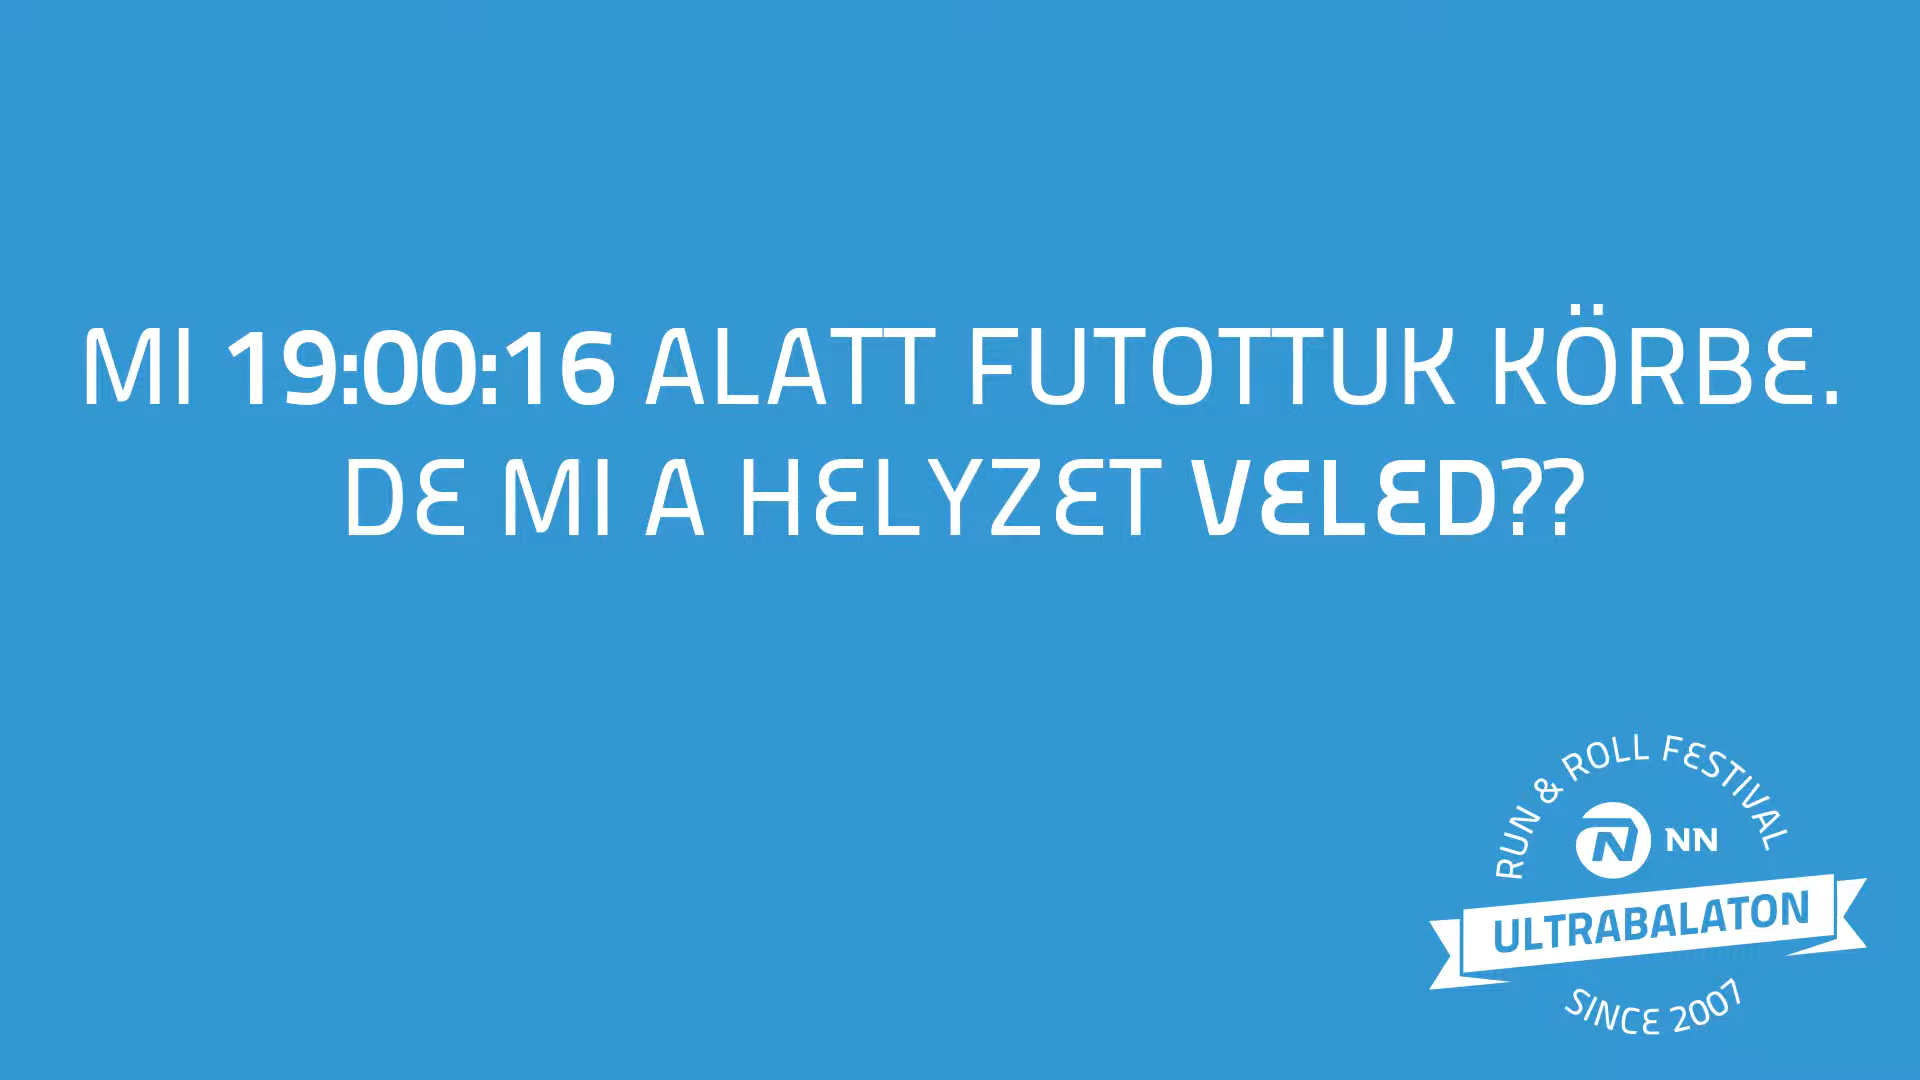 MI 19:00:16 ALATT FUTOTTUK KÖRBE.
DE MI A HELYZET VELED??
RUN & ROLL FESTIVAL
NN
ULTRABALATON
SINCE 2007